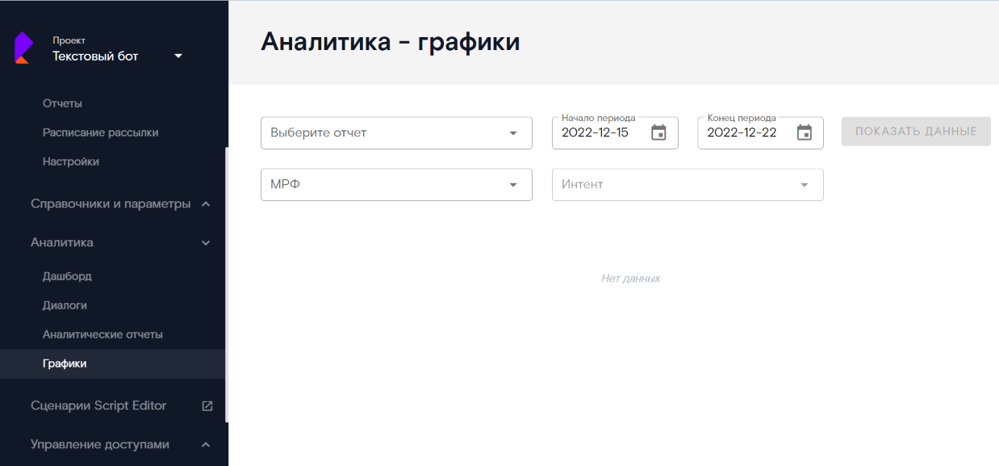 Проект
Текстовый бот
Отчеты
Расписание рассылки
Настройки
Справочники и параметры
Аналитика
Дашборд
Диалоги
Аналитические отчеты
Графики
Сценарии Script Editor
Управление доступами
Аналитика - графики
Выберите отчет
Начало периода
2022-12-15
Конец периода
2022-12-22
ПОКАЗАТЬ ДАННЫЕ
МРФ
Интент
Нет данных